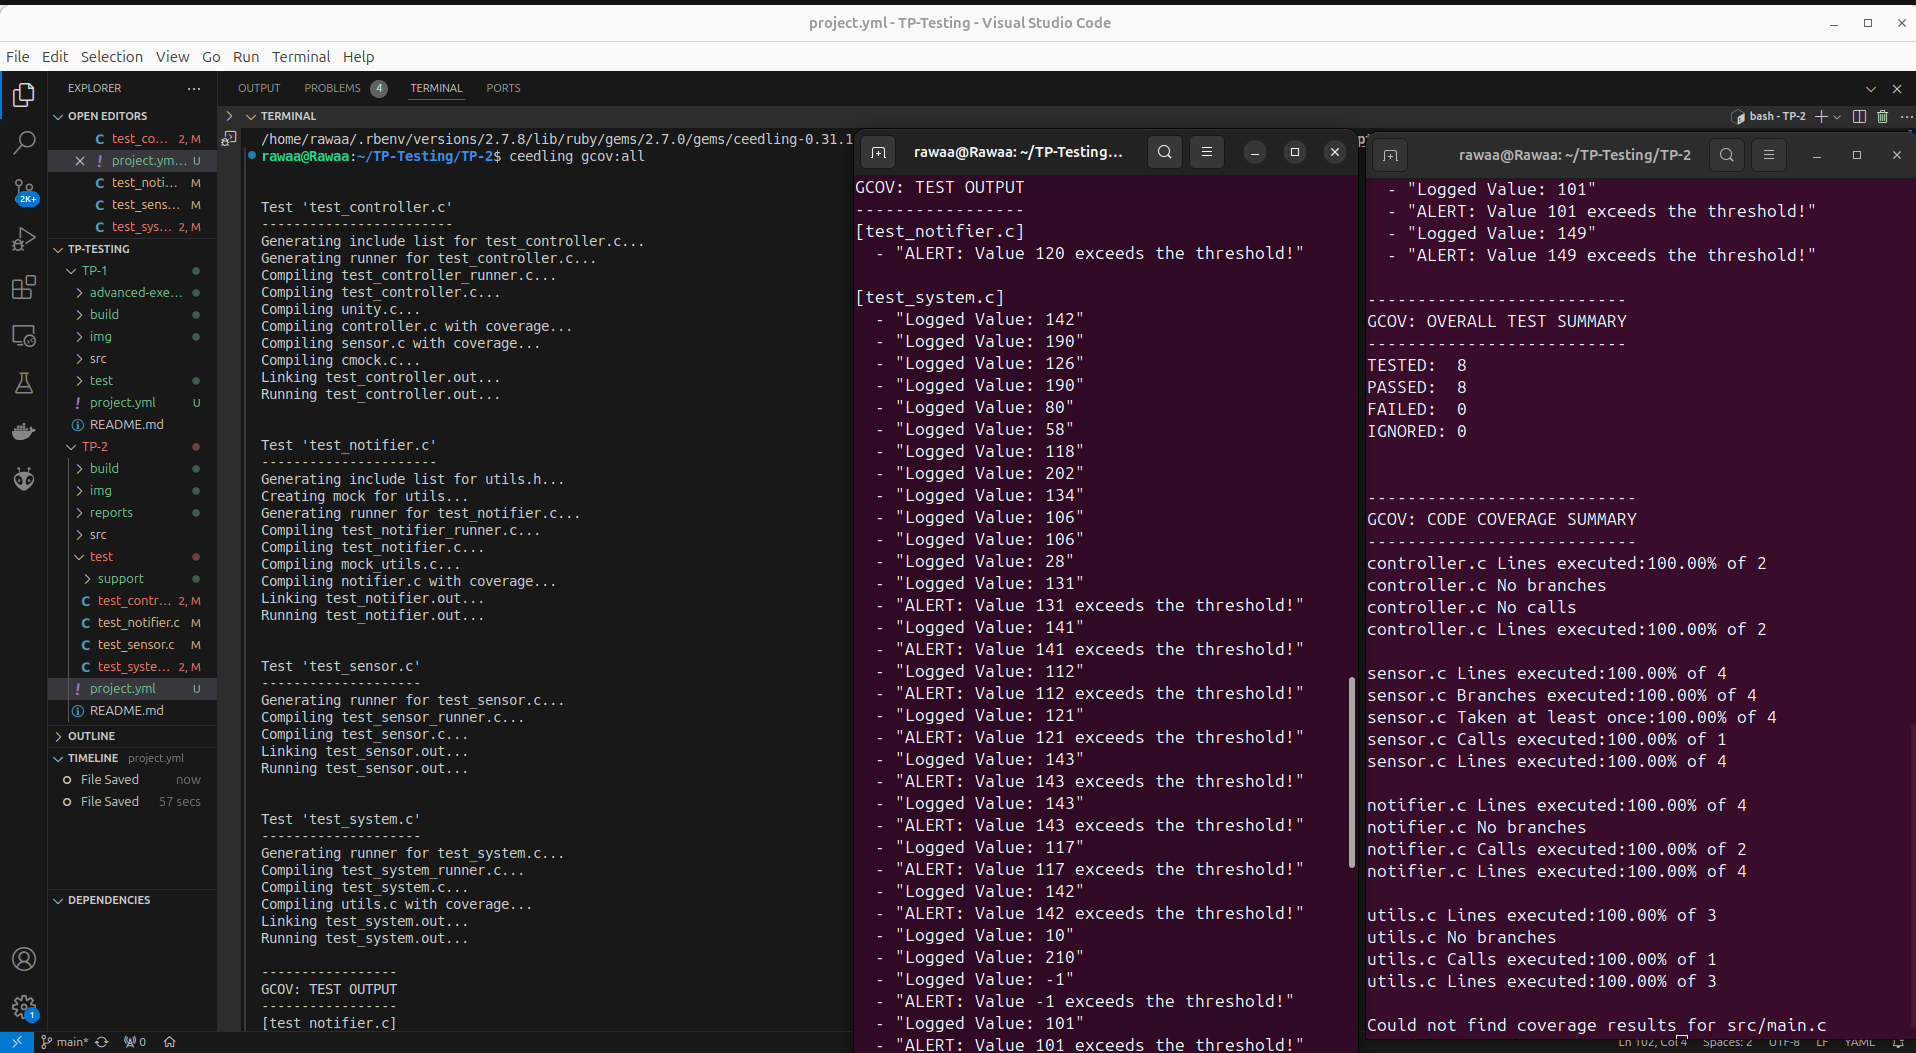 project.yml - TP-Testing - Visual Studio Code
File Edit Selection View Go Run Terminal Help
EXPLORER
OPEN EDITORS
test_co... 2, M
project.ym... U
test_noti... M
test_sens... M
test_sys... 2, M
TP-TESTING
TP-1
advanced-exe...
build
img
src
test
project.yml U
README.md
TP-2
build
img
reports
src
test
support
test_contr... 2, M
test_notifier.c M
test_sensor.c M
test_syste... 2, M
project.yml U
README.md
OUTLINE
TIMELINE project.yml
File Saved now
File Saved 57 secs
DEPENDENCIES
2K+
1
OUTPUT PROBLEMS 4 TERMINAL PORTS
TERMINAL
bash - TP-2
/home/rawaa/.rbenv/versions/2.7.8/lib/ruby/gems/2.7.0/gems/ceedling-0.31.1
rawaa@Rawaa:~/TP-Testing/TP-2$ ceedling gcov:all
Test 'test_controller.c'
------------------------
Generating include list for test_controller.c...
Generating runner for test_controller.c...
Compiling test_controller_runner.c...
Compiling test_controller.c...
Compiling unity.c...
Compiling controller.c with coverage...
Compiling sensor.c with coverage...
Compiling cmock.c...
Linking test_controller.out...
Running test_controller.out...
Test 'test_notifier.c'
----------------------
Generating include list for utils.h...
Creating mock for utils...
Generating runner for test_notifier.c...
Compiling test_notifier_runner.c...
Compiling test_notifier.c...
Compiling mock_utils.c...
Compiling notifier.c with coverage...
Linking test_notifier.out...
Running test_notifier.out...
Test 'test_sensor.c'
--------------------
Generating runner for test_sensor.c...
Compiling test_sensor_runner.c...
Compiling test_sensor.c...
Linking test_sensor.out...
Running test_sensor.out...
Test 'test_system.c'
--------------------
Generating runner for test_system.c...
Compiling test_system_runner.c...
Compiling test_system.c...
Compiling utils.c with coverage...
Linking test_system.out...
Running test_system.out...
-----------------
GCOV: TEST OUTPUT
-----------------
[test_notifier.c]
rawaa@Rawaa: ~/TP-Testing...
GCOV: TEST OUTPUT
-----------------
[test_notifier.c]
- "ALERT: Value 120 exceeds the threshold!"
[test_system.c]
- "Logged Value: 142"
- "Logged Value: 190"
- "Logged Value: 126"
- "Logged Value: 190"
- "Logged Value: 80"
- "Logged Value: 58"
- "Logged Value: 118"
- "Logged Value: 202"
- "Logged Value: 134"
- "Logged Value: 106"
- "Logged Value: 106"
- "Logged Value: 28"
- "Logged Value: 131"
- "ALERT: Value 131 exceeds the threshold!"
- "Logged Value: 141"
- "ALERT: Value 141 exceeds the threshold!"
- "Logged Value: 112"
- "ALERT: Value 112 exceeds the threshold!"
- "Logged Value: 121"
- "ALERT: Value 121 exceeds the threshold!"
- "Logged Value: 143"
- "ALERT: Value 143 exceeds the threshold!"
- "Logged Value: 143"
- "ALERT: Value 143 exceeds the threshold!"
- "Logged Value: 117"
- "ALERT: Value 117 exceeds the threshold!"
- "Logged Value: 142"
- "ALERT: Value 142 exceeds the threshold!"
- "Logged Value: 10"
- "Logged Value: 210"
- "Logged Value: -1"
- "ALERT: Value -1 exceeds the threshold!"
- "Logged Value: 101"
- "ALERT: Value 101 exceeds the threshold!"
rawaa@Rawaa: ~/TP-Testing/TP-2
- "Logged Value: 101"
- "ALERT: Value 101 exceeds the threshold!"
- "Logged Value: 149"
- "ALERT: Value 149 exceeds the threshold!"
--------------------------
GCOV: OVERALL TEST SUMMARY
--------------------------
TESTED: 8
PASSED: 8
FAILED: 0
IGNORED: 0
---------------------------
GCOV: CODE COVERAGE SUMMARY
---------------------------
controller.c Lines executed:100.00% of 2
controller.c No branches
controller.c No calls
controller.c Lines executed:100.00% of 2
sensor.c Lines executed:100.00% of 4
sensor.c Branches executed:100.00% of 4
sensor.c Taken at least once:100.00% of 4
sensor.c Calls executed:100.00% of 1
sensor.c Lines executed:100.00% of 4
notifier.c Lines executed:100.00% of 4
notifier.c No branches
notifier.c Calls executed:100.00% of 2
notifier.c Lines executed:100.00% of 4
utils.c Lines executed:100.00% of 3
utils.c No branches
utils.c Calls executed:100.00% of 1
utils.c Lines executed:100.00% of 3
Could not find coverage results for src/main.c
main* 0
Ln 102, Col 4 Spaces: 2 UTF-8 LF YAML